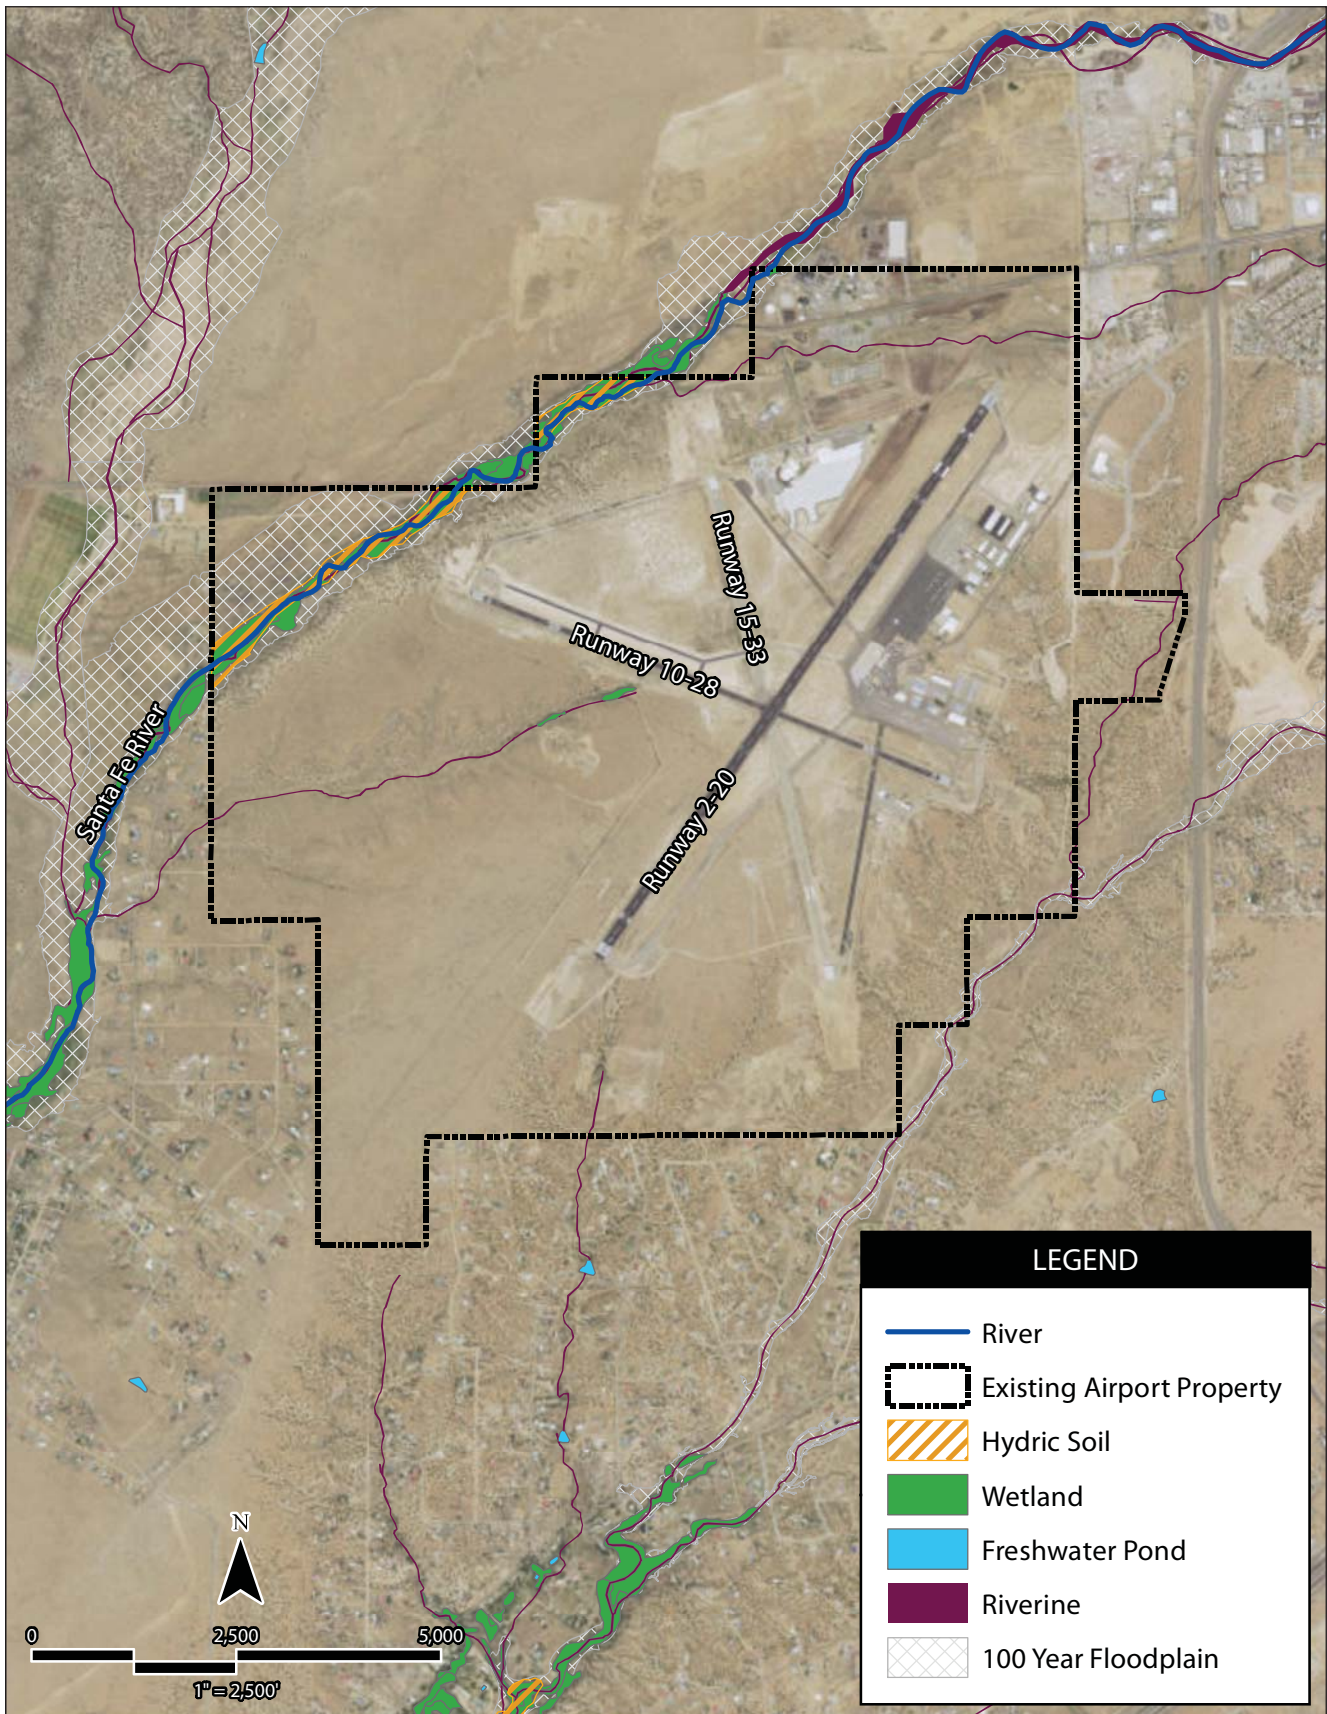 Runway 15-33
Runway 10-28
Santa Fe River
Runway 2-20
LEGEND
River
Existing Airport Property
Hydric Soil
Wetland
Freshwater Pond
Riverine
100 Year Floodplain
N
0 2,500 5,000
1" = 2,500'